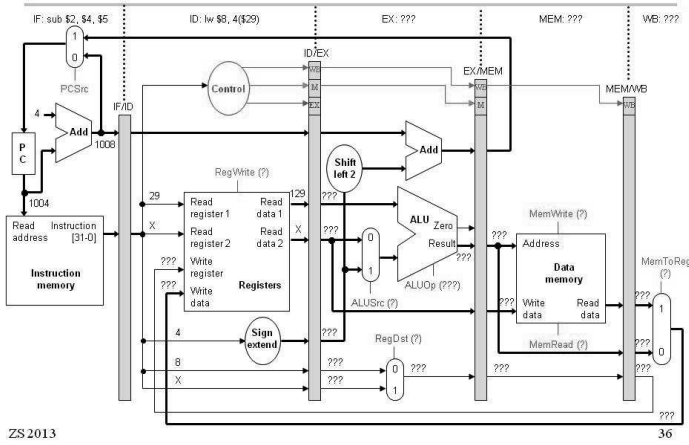 IF: sub $2, $4, $5
ID: lw $8, 4($29)
EX: ???
MEM: ???
WB: ???
1
0
PCSrc
4
Add
P
C
1008
1004
IF/ID
Read
address
Instruction
[31-0]
Instruction
memory
Control
ID/EX
WB
M
EX
EX/MEM
WB
M
MEM/WB
WB
RegWrite (?)
29
X
???
???
Read
register 1
Read
register 2
Write
register
Write
data
Read
data 1
Read
data 2
Registers
129
X
4
Sign
extend
8
X
Shift
left 2
Add
???
???
???
???
???
0
1
ALUSrc (?)
ALU
Zero
Result
???
ALUOp (???)
RegDst (?)
0
1
???
???
???
MemWrite (?)
Address
Data
memory
Write
data
Read
data
MemRead (?)
???
???
???
???
MemToReg
(?)
1
0
???
???
ZS 2013
36